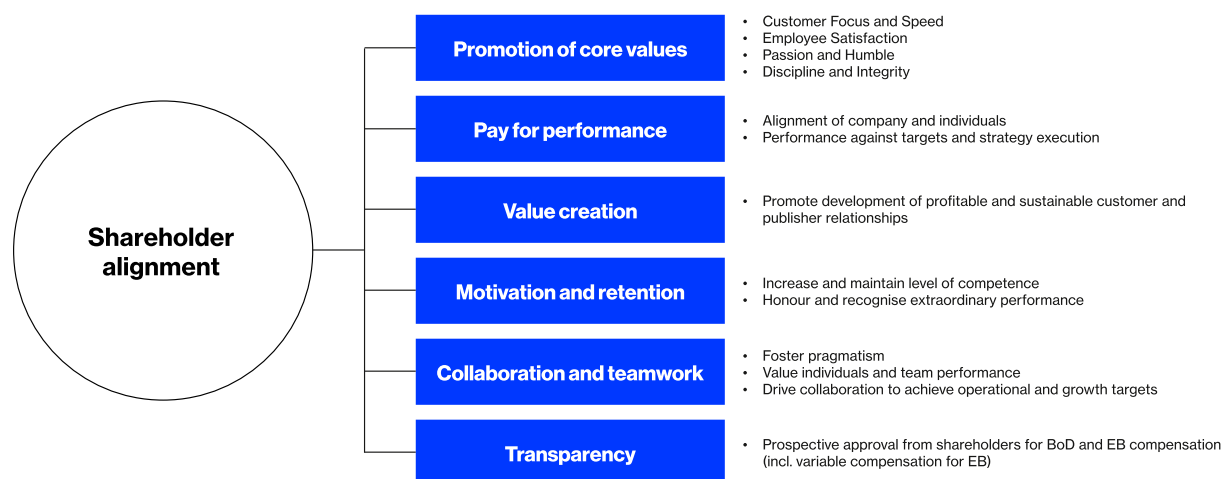 Shareholder
alignment
Promotion of core values
• Customer Focus and Speed
• Employee Satisfaction
• Passion and Humble
• Discipline and Integrity
Pay for performance
• Alignment of company and individuals
• Performance against targets and strategy execution
Value creation
• Promote development of profitable and sustainable customer and
publisher relationships
Motivation and retention
• Increase and maintain level of competence
• Honour and recognise extraordinary performance
Collaboration and teamwork
• Foster pragmatism
• Value individuals and team performance
• Drive collaboration to achieve operational and growth targets
Transparency
• Prospective approval from shareholders for BoD and EB compensation
(incl. variable compensation for EB)